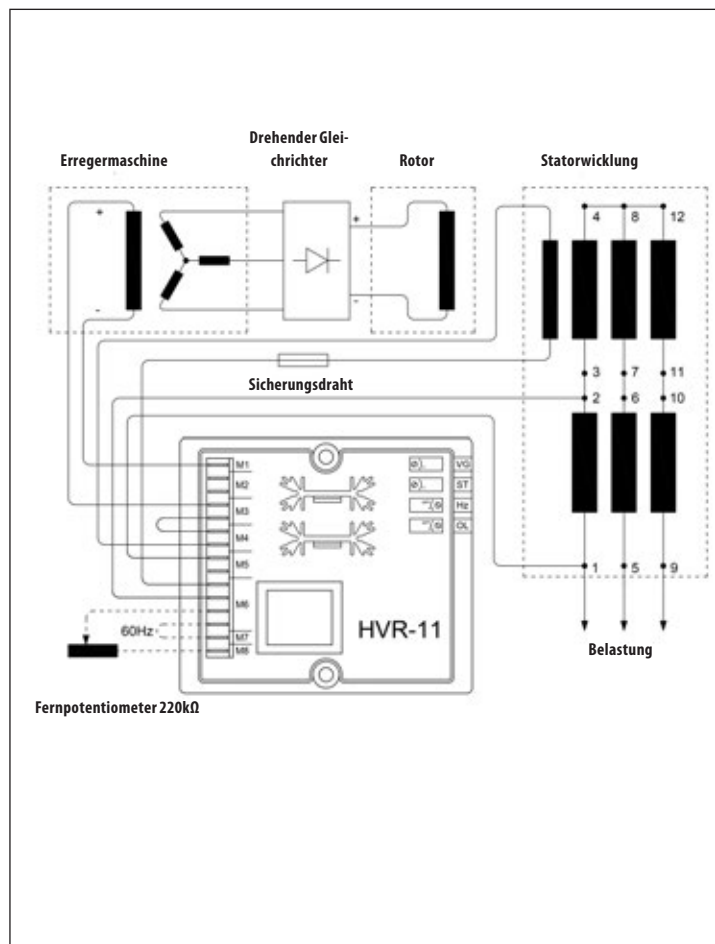 Drehender Glei-
chrichter
Erregermaschine
Rotor
Statorwicklung
+
-
+
-
4 8 12
3 7 11
2 6 10
Sicherungsdraht
M1
M2
M3
M4
M5
M6
M7
M8
VG
ST
Hz
OL
60Hz
HVR-11
1 5 9
Belastung
Fernpotentiometer 220kΩ